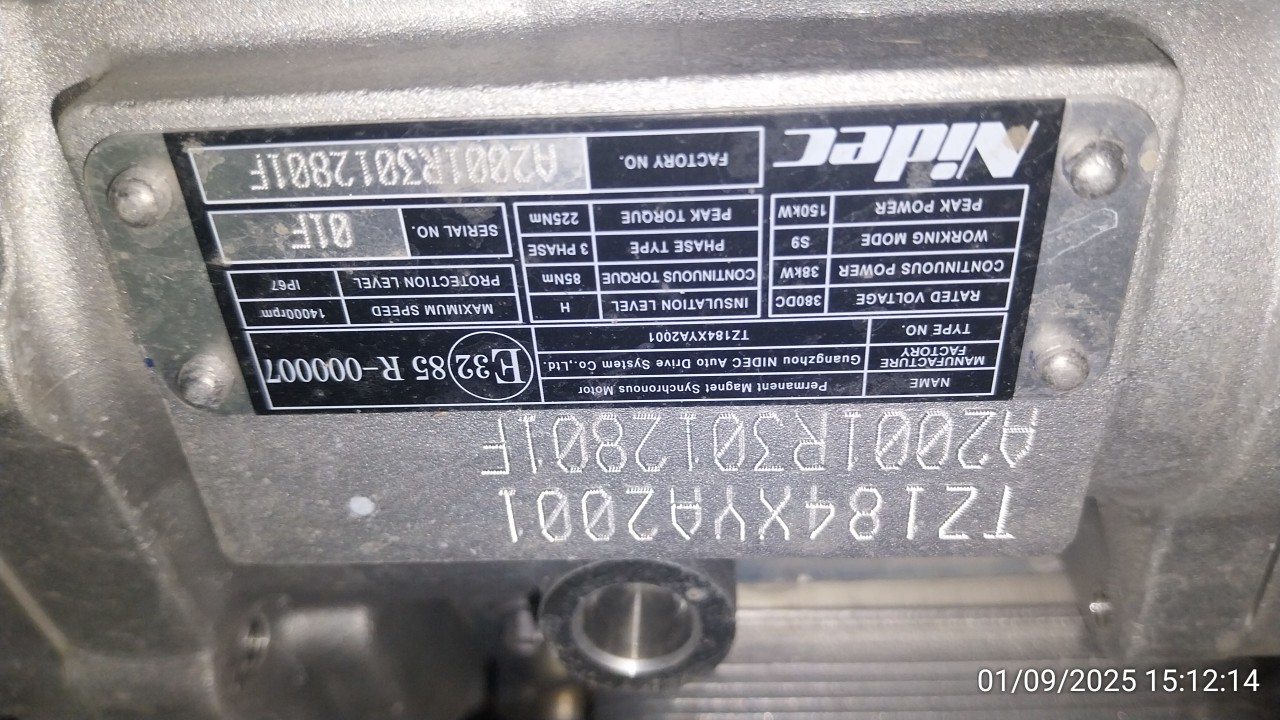 TZ184XYA2001
A2001R3012801F
NAME Permanent Magnet Synchronous Motor
MANUFACTURE FACTORY Guangzhou NIDEC Auto Drive System Co.,Ltd.
TYPE NO. TZ184XYA2001
E32 85 R-000007
RATED VOLTAGE 380DC INSULATION LEVEL H MAXIMUM SPEED 14000rpm
CONTINUOUS POWER 38kW CONTINUOUS TORQUE 85Nm PROTECTION LEVEL IP67
WORKING MODE S9 PHASE TYPE 3 PHASE SERIAL NO. 01F
PEAK POWER 150kW PEAK TORQUE 225Nm
Nidec FACTORY NO. A2001R3012801F
01/09/2025 15:12:14